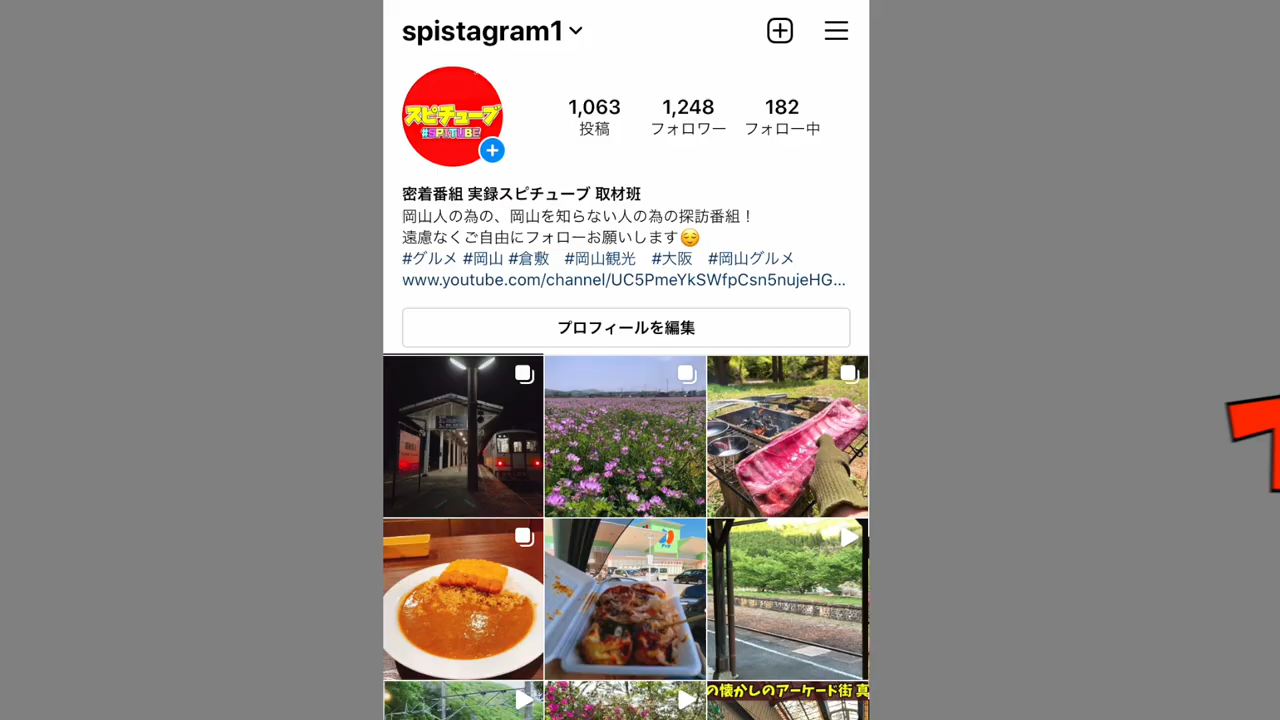 spistagram1
スピチューブ
#SPITUBE
1,063 1,248 182
投稿 フォロワー フォロー中
密着番組 実録スピチューブ 取材班
岡山人の為の、岡山を知らない人の為の探訪番組！
遠慮なくご自由にフォローお願いします😌
#グルメ #岡山 #倉敷　#岡山観光　#大阪　#岡山グルメ
www.youtube.com/channel/UC5PmeYkSWfpCsn5nujeHG...
プロフィールを編集
の懐かしのアーケード街 真